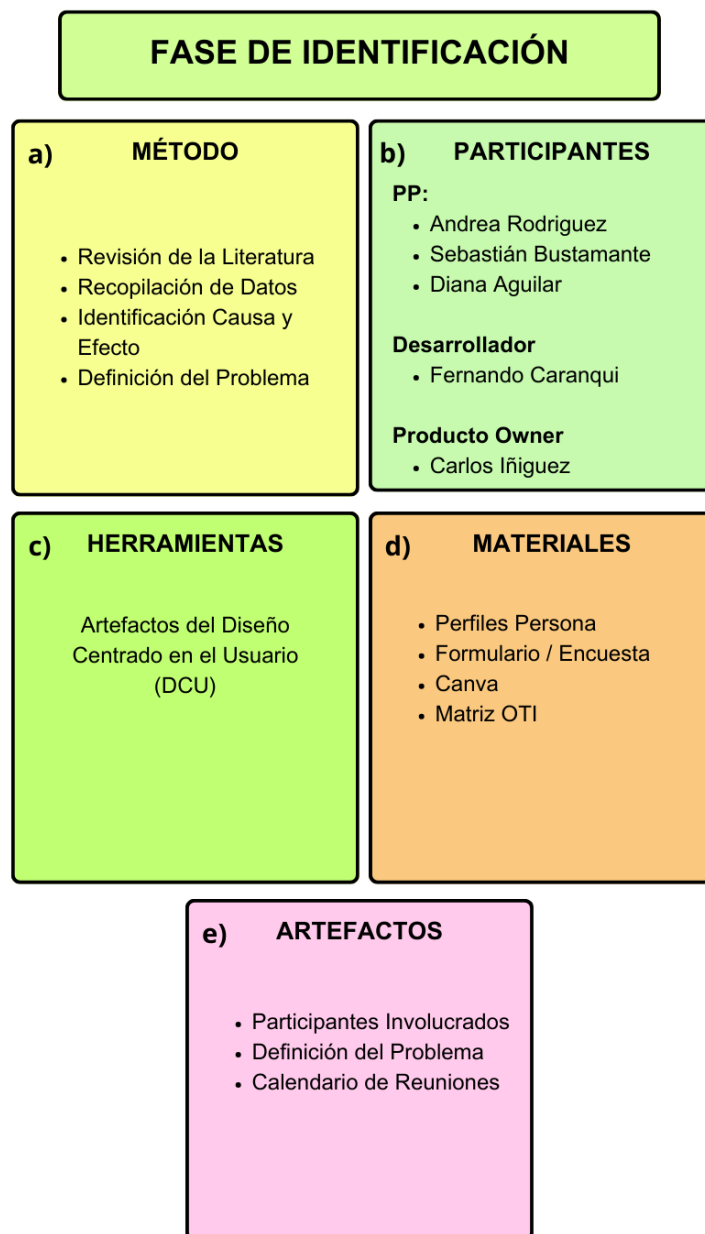 FASE DE IDENTIFICACIÓN
a) MÉTODO
• Revisión de la Literatura
• Recopilación de Datos
• Identificación Causa y
Efecto
• Definición del Problema
b) PARTICIPANTES
PP:
• Andrea Rodriguez
• Sebastián Bustamante
• Diana Aguilar
Desarrollador
• Fernando Caranqui
Producto Owner
• Carlos Iñiguez
c) HERRAMIENTAS
Artefactos del Diseño
Centrado en el Usuario
(DCU)
d) MATERIALES
• Perfiles Persona
• Formulario / Encuesta
• Canva
• Matriz OTI
e) ARTEFACTOS
• Participantes Involucrados
• Definición del Problema
• Calendario de Reuniones